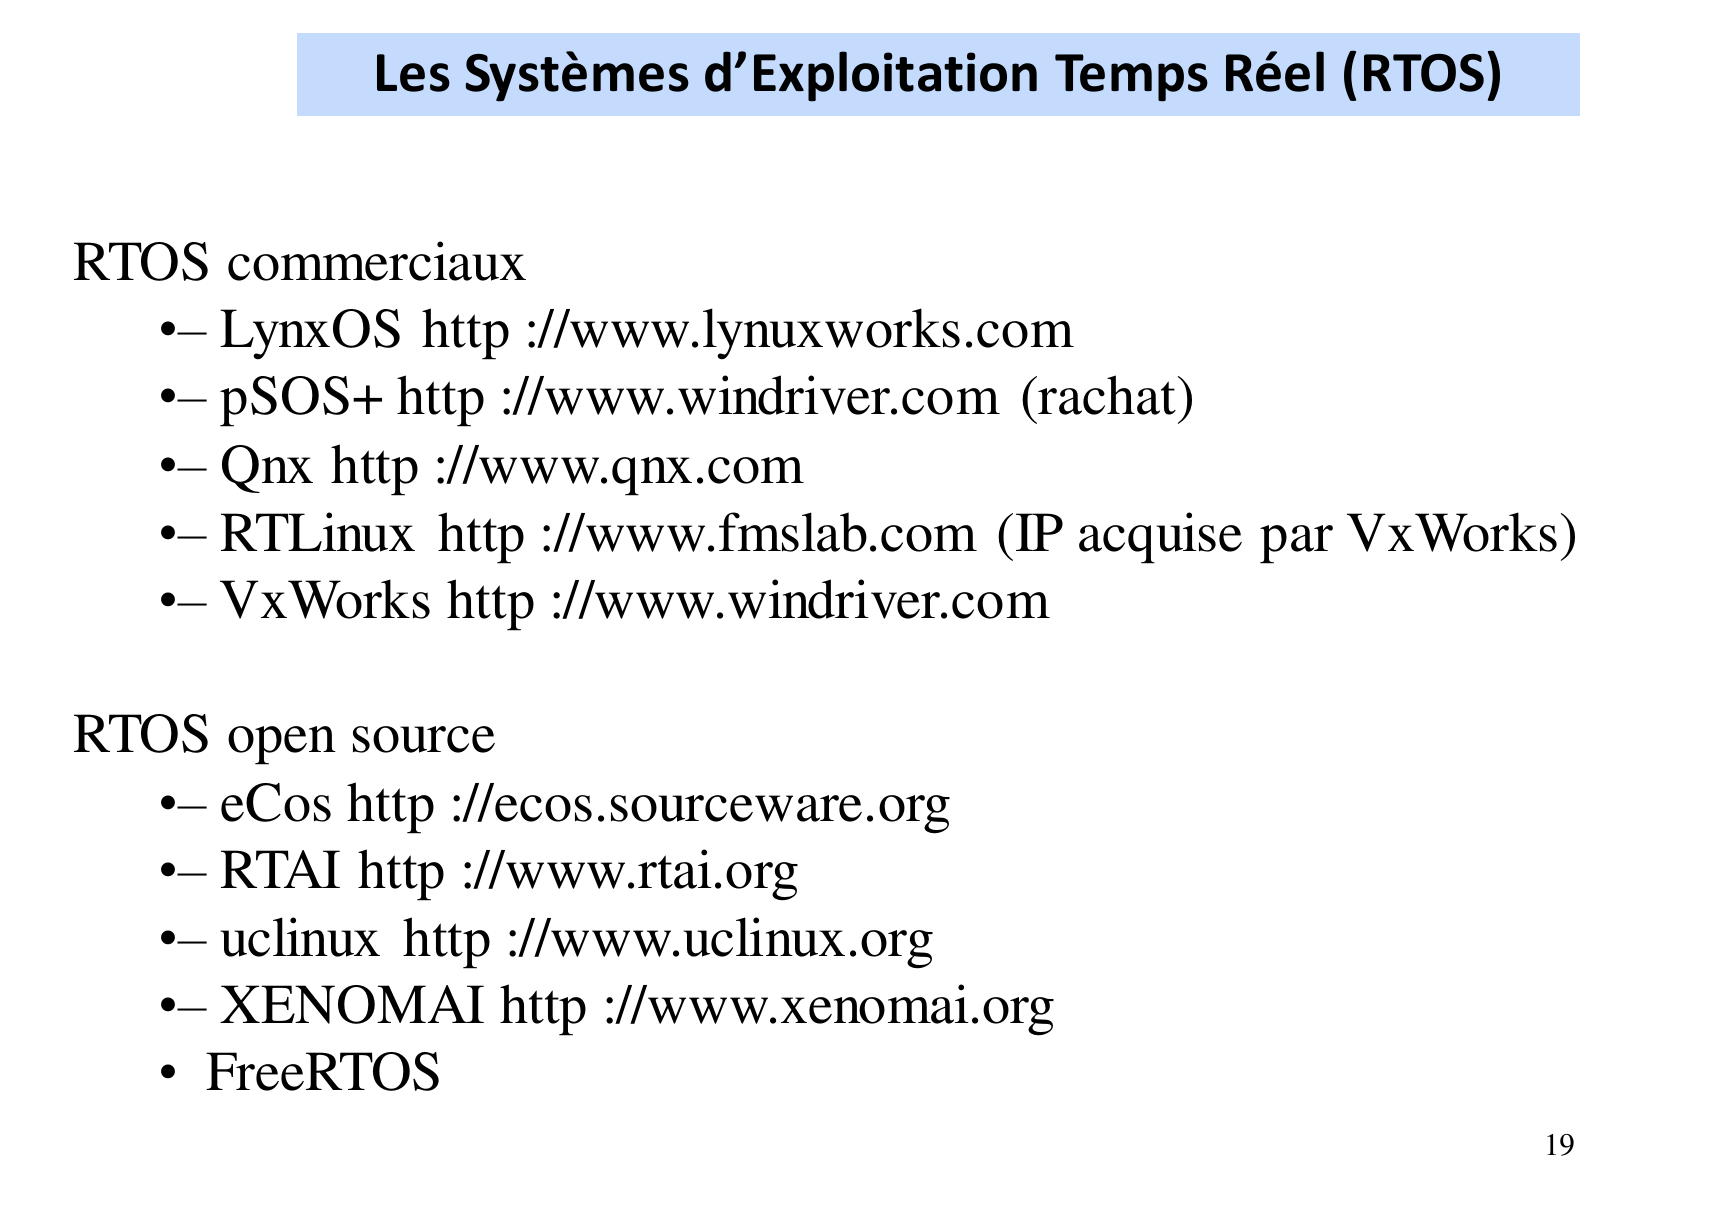 Les Systèmes d’Exploitation Temps Réel (RTOS)
RTOS commerciaux
•– LynxOS http ://www.lynuxworks.com
•– pSOS+ http ://www.windriver.com (rachat)
•– Qnx http ://www.qnx.com
•– RTLinux http ://www.fmslab.com (IP acquise par VxWorks)
•– VxWorks http ://www.windriver.com
RTOS open source
•– eCos http ://ecos.sourceware.org
•– RTAI http ://www.rtai.org
•– uclinux http ://www.uclinux.org
•– XENOMAI http ://www.xenomai.org
• FreeRTOS
19